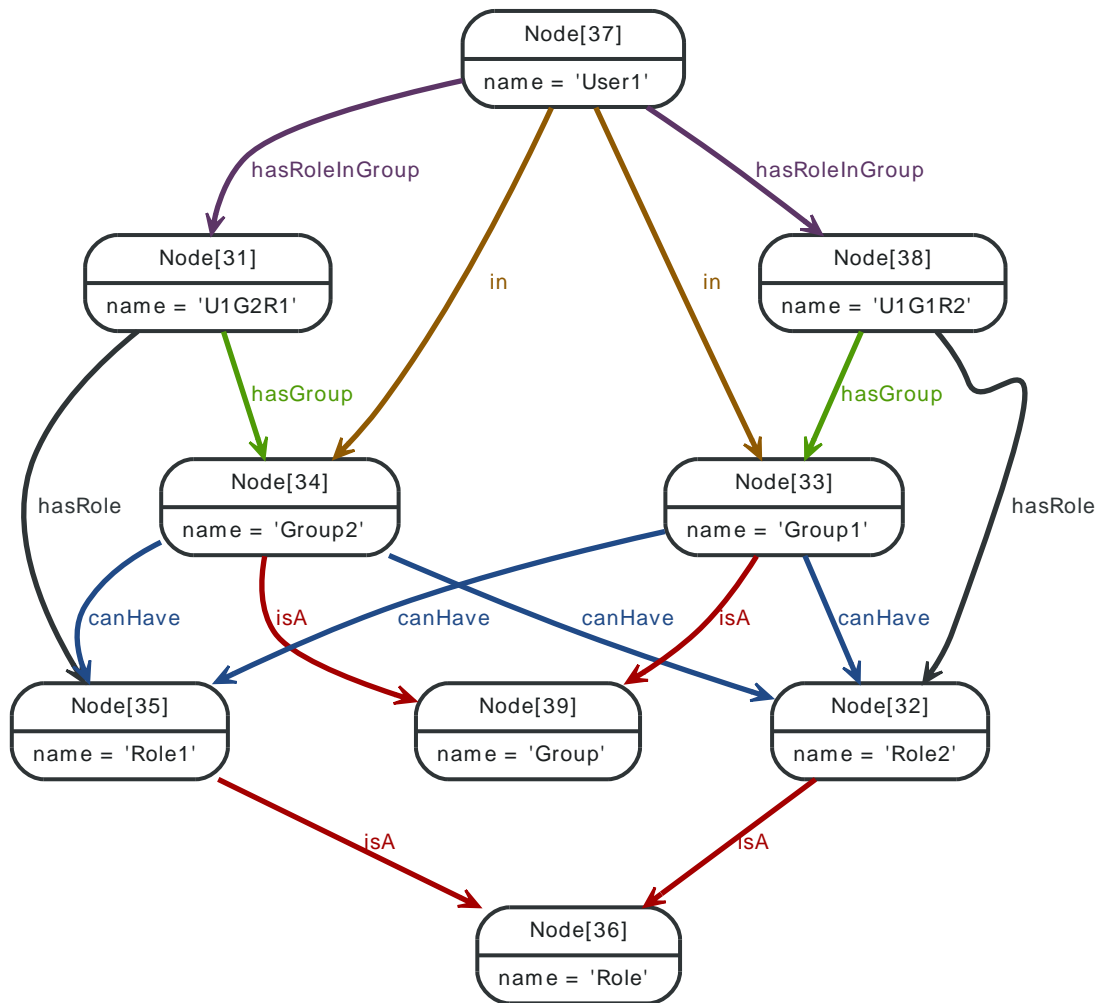 Node[37]
name = 'User1'
hasRoleInGroup
hasRoleInGroup
Node[31]
name = 'U1G2R1'
in
in
Node[38]
name = 'U1G1R2'
hasGroup
hasGroup
hasRole
Node[34]
name = 'Group2'
Node[33]
name = 'Group1'
hasRole
canHave
isA
canHave
canHave
isA
canHave
Node[35]
name = 'Role1'
Node[39]
name = 'Group'
Node[32]
name = 'Role2'
isA
isA
Node[36]
name = 'Role'